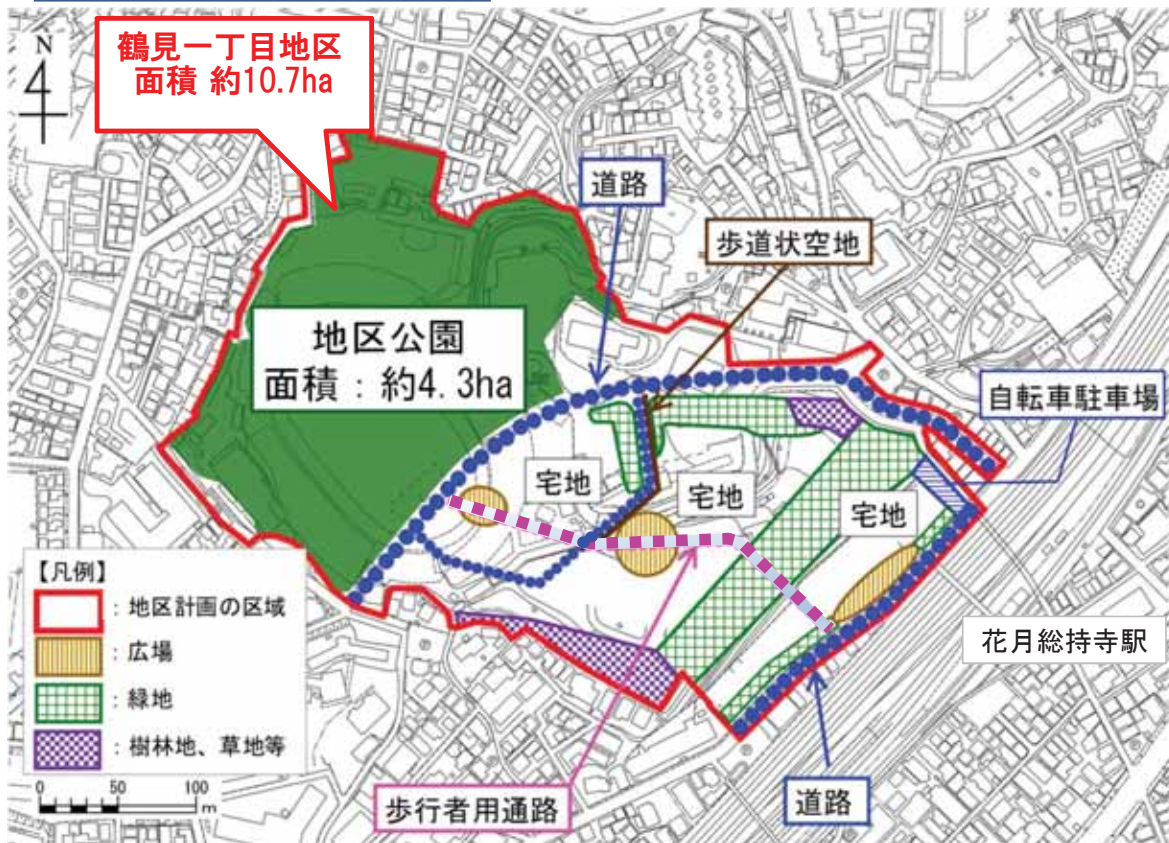 鶴見一丁目地区
面積 約10.7ha
N
道路
歩道状空地
地区公園
面積：約4.3ha
自転車駐車場
宅地
宅地
宅地
【凡例】
：地区計画の区域
：広場
：緑地
：樹林地、草地等
0 50 100
m
花月総持寺駅
歩行者用通路
道路